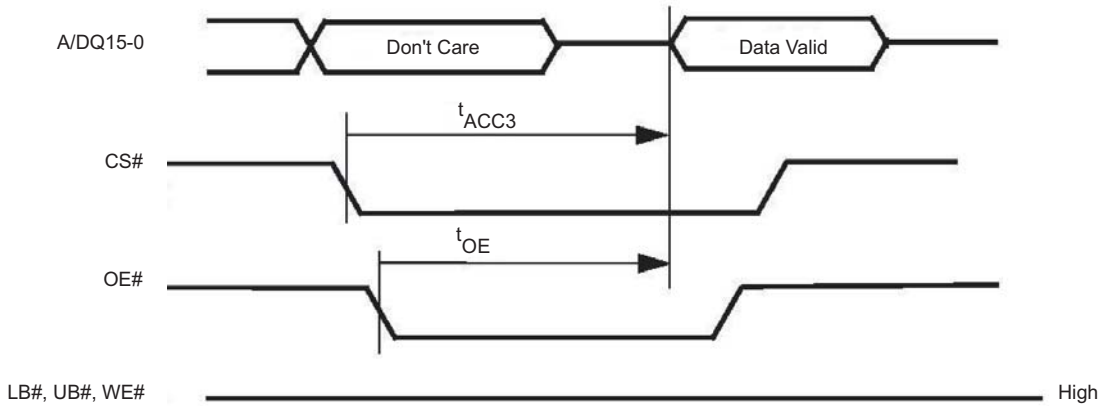 A/DQ15-0 Don't Care Data Valid
tACC3
CS#
tOE
OE#
LB#, UB#, WE# High